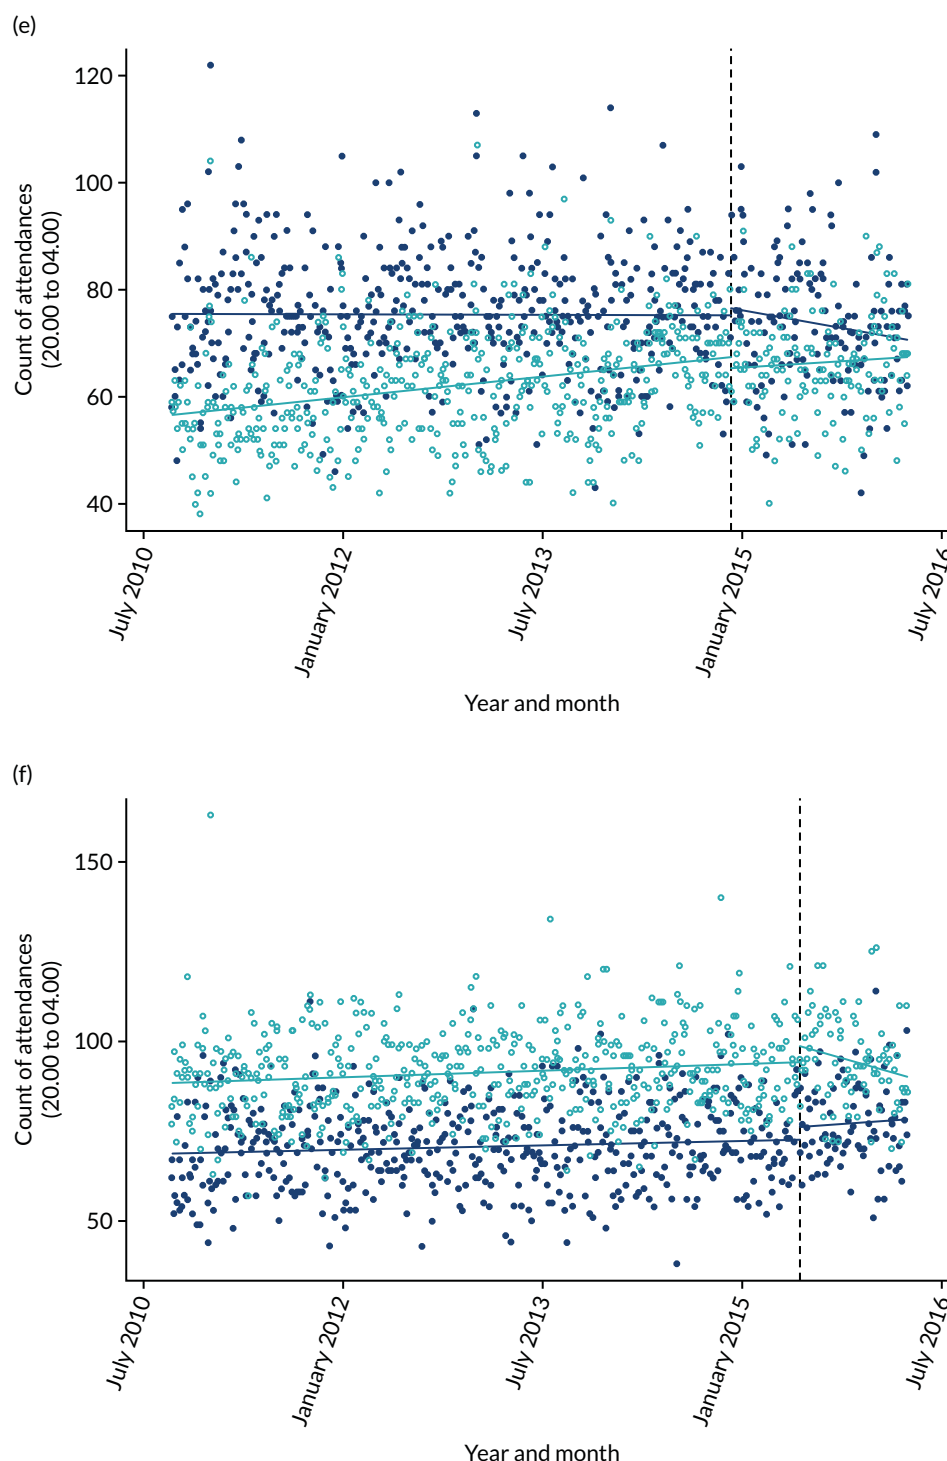 (e)
120
100
80
60
40
Count of attendances
(20.00 to 04.00)
July 2010
January 2012
July 2013
January 2015
July 2016
Year and month
(f)
150
100
50
Count of attendances
(20.00 to 04.00)
July 2010
January 2012
July 2013
January 2015
July 2016
Year and month